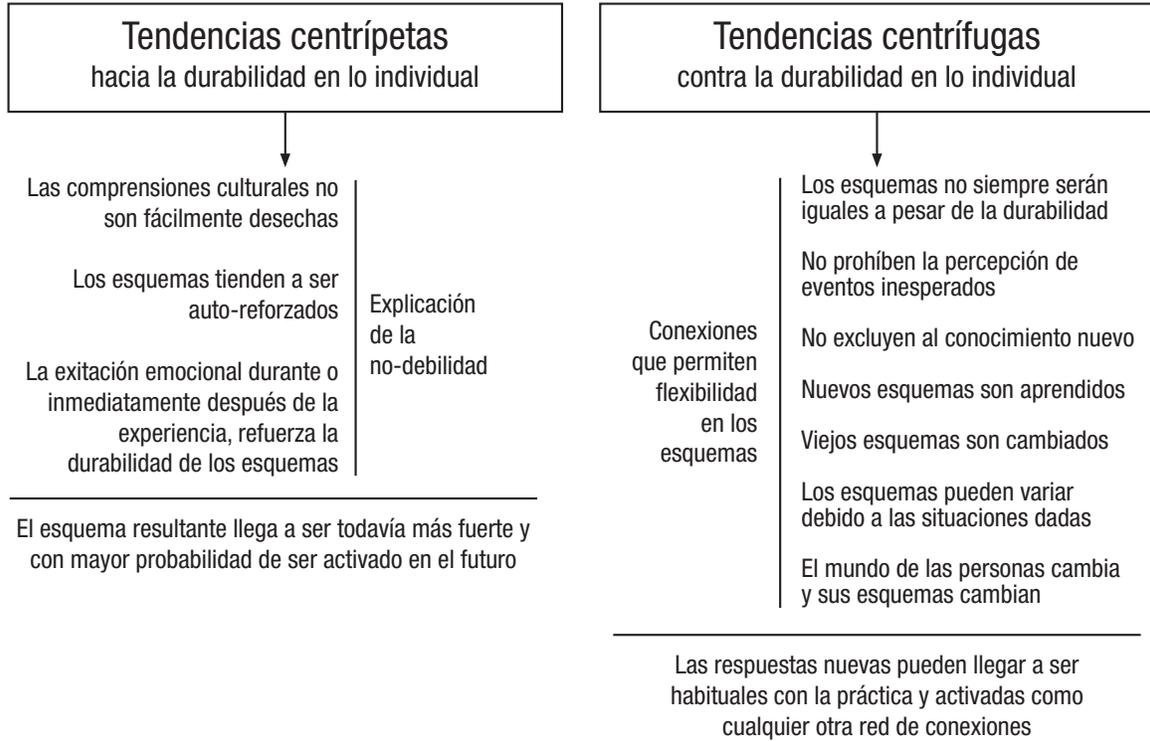 Tendencias centrípetas
hacia la durabilidad en lo individual
Las comprensiones culturales no
son fácilmente desechas
Los esquemas tienden a ser
auto-reforzados
La exitación emocional durante o
inmediatamente después de la
experiencia, refuerza la
durabilidad de los esquemas
Explicación
de la
no-debilidad
El esquema resultante llega a ser todavía más fuerte y
con mayor probabilidad de ser activado en el futuro
Tendencias centrífugas
contra la durabilidad en lo individual
Conexiones
que permiten
flexibilidad
en los
esquemas
Los esquemas no siempre serán
iguales a pesar de la durabilidad
No prohíben la percepción de
eventos inesperados
No excluyen al conocimiento nuevo
Nuevos esquemas son aprendidos
Viejos esquemas son cambiados
Los esquemas pueden variar
debido a las situaciones dadas
El mundo de las personas cambia
y sus esquemas cambian
Las respuestas nuevas pueden llegar a ser
habituales con la práctica y activadas como
cualquier otra red de conexiones